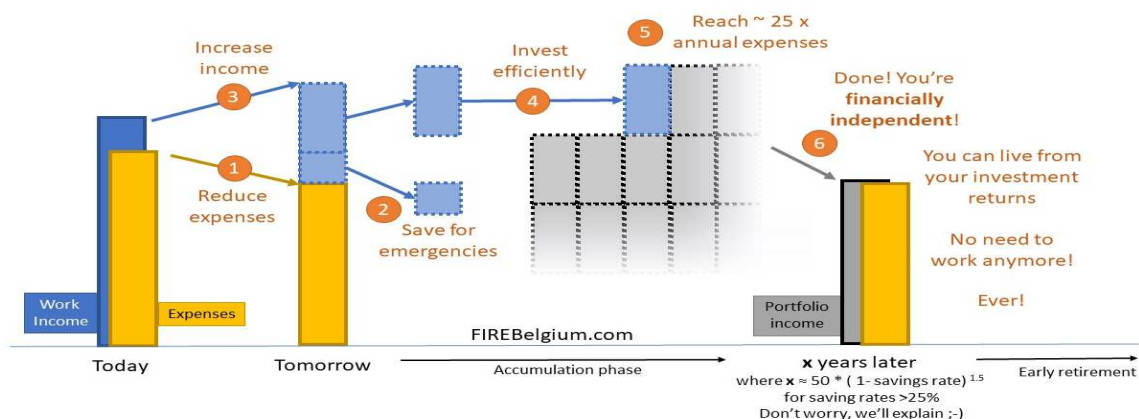 5
Reach ~ 25 x
annual expenses
Increase
income
3
Invest
efficiently
4
Done! You're
financially
independent!
6
1
Reduce
expenses
2
Save for
emergencies
You can live from
your investment
returns
No need to
work anymore!
Ever!
Work
Income
Expenses
Portfolio
income
FIREBelgium.com
Today
Tomorrow
Accumulation phase
x years later
where x ≈ 50 * ( 1- savings rate) 1.5
for saving rates >25%
Don't worry, we'll explain ;-)
Early retirement